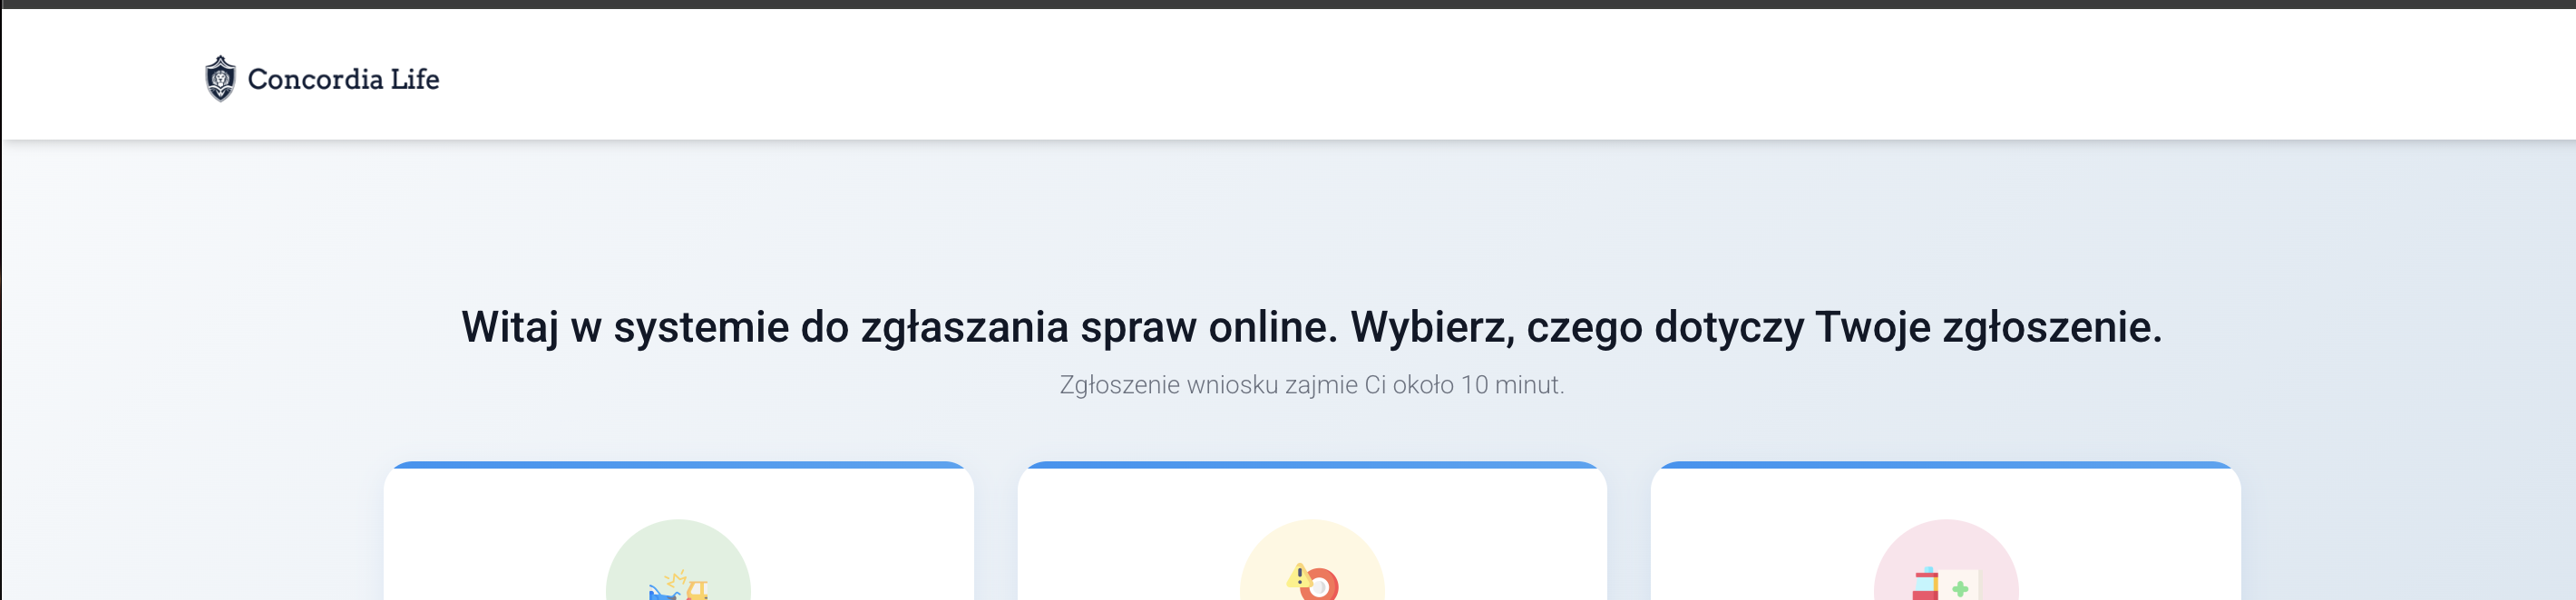 Concordia Life
Witaj w systemie do zgłaszania spraw online. Wybierz, czego dotyczy Twoje zgłoszenie.
Zgłoszenie wniosku zajmie Ci około 10 minut.